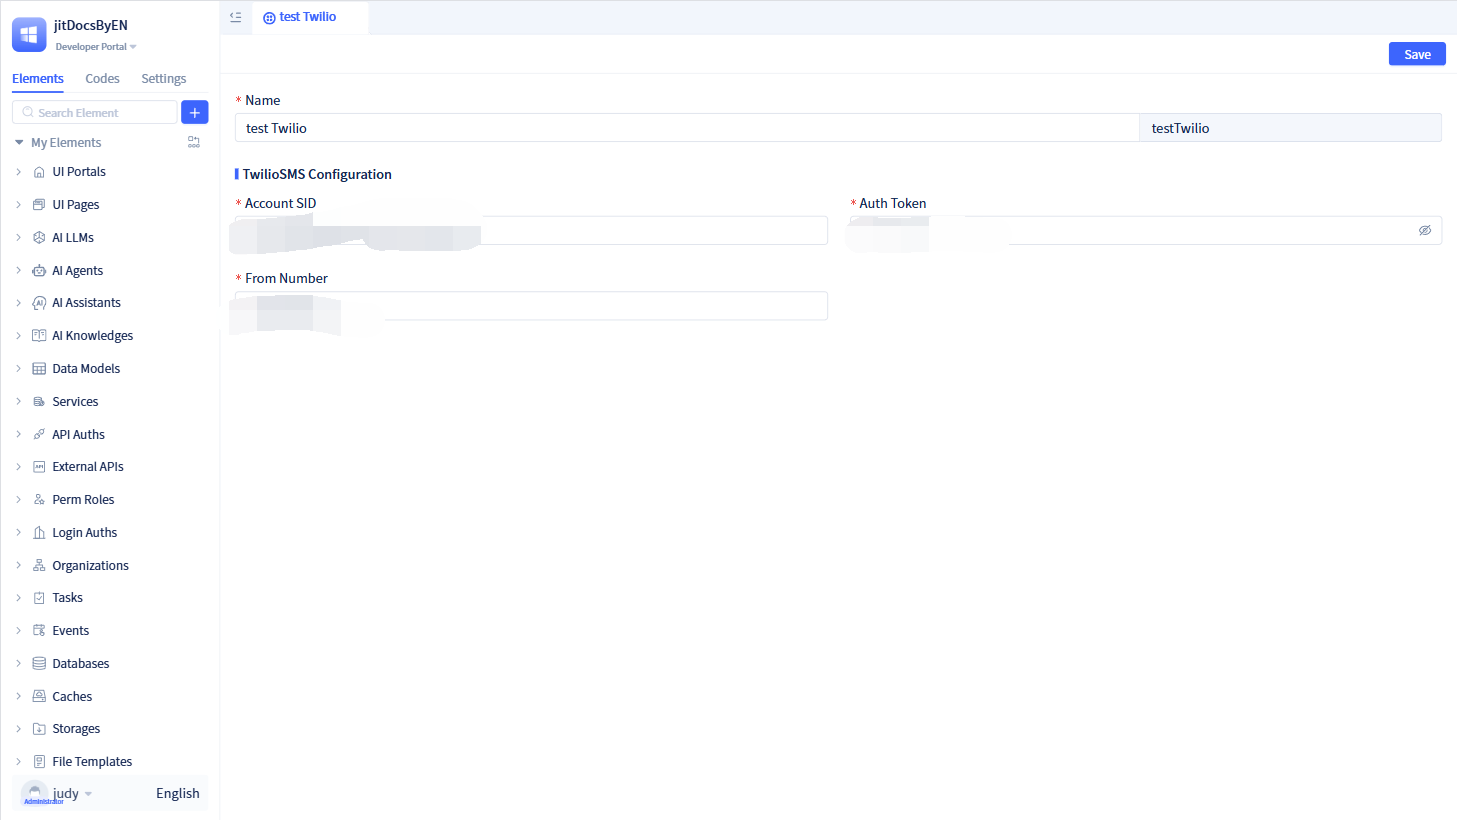 jitDocsByEN
Developer Portal
Elements Codes Settings
Search Element
My Elements
UI Portals
UI Pages
AI LLMs
AI Agents
AI Assistants
AI Knowledges
Data Models
Services
API Auths
External APIs
Perm Roles
Login Auths
Organizations
Tasks
Events
Databases
Caches
Storages
File Templates
judy
Administrator
English
test Twilio
Save
* Name
test Twilio testTwilio
TwilioSMS Configuration
* Account SID
* Auth Token
* From Number